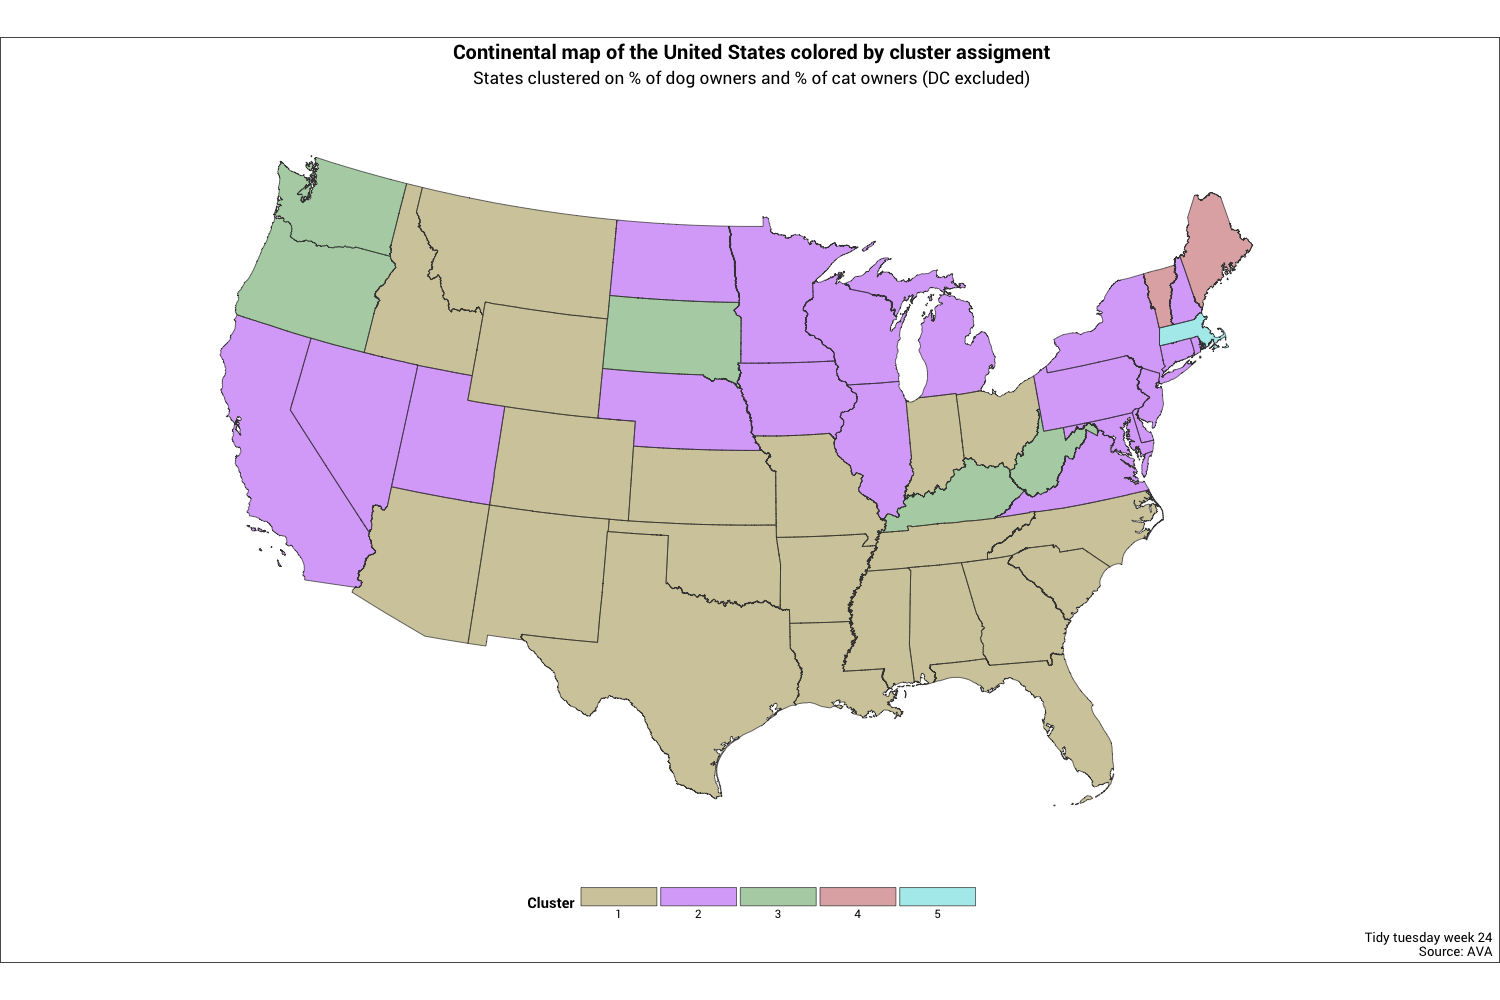 Continental map of the United States colored by cluster assigment
States clustered on % of dog owners and % of cat owners (DC excluded)
Cluster
1 2 3 4 5
Tidy tuesday week 24
Source: AVA